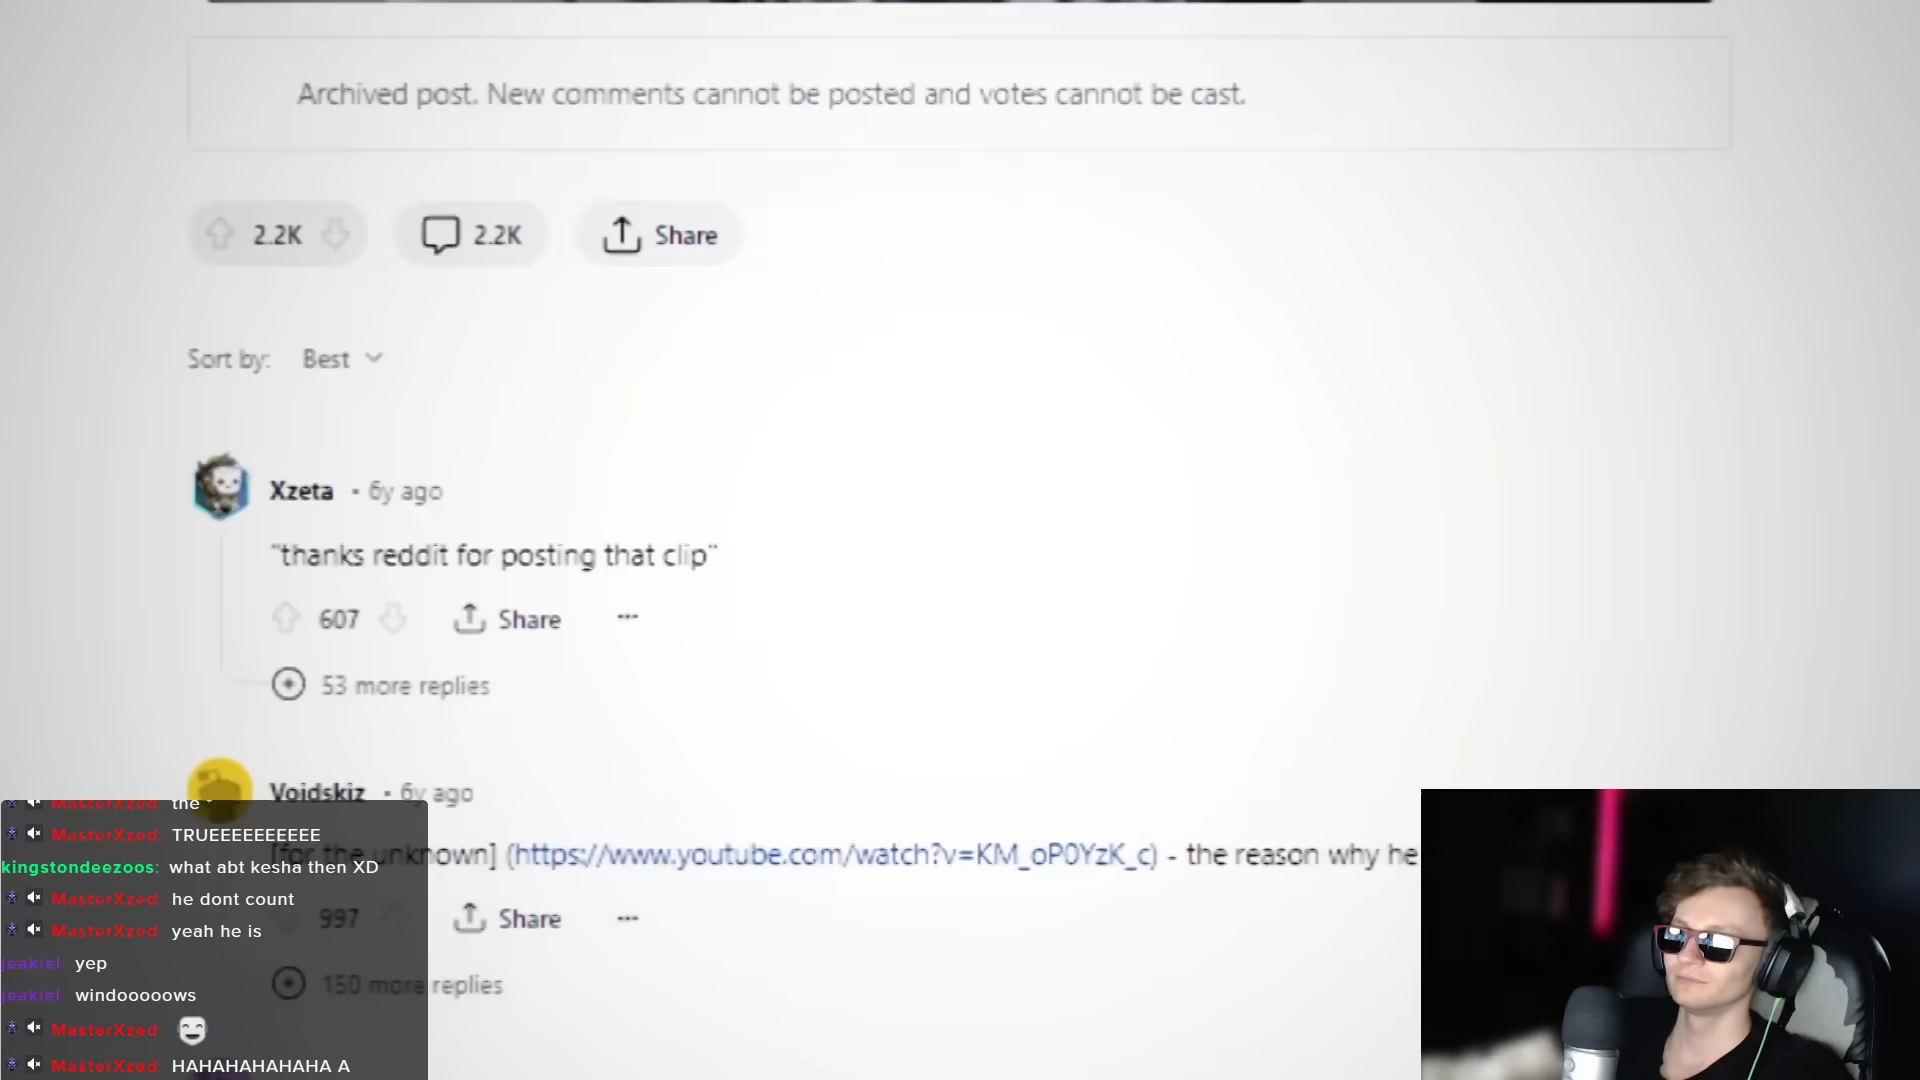 Archived post. New comments cannot be posted and votes cannot be cast.
2.2K
2.2K
Share
Sort by:
Best
Xzeta • 6y ago
"thanks reddit for posting that clip"
607
Share
53 more replies
Voidskiz • 6y ago
[for the unknown] (https://www.youtube.com/watch?v=KM_oP0YzK_c) - the reason why he
997
Share
150 more replies
MasterXzed: the
MasterXzed: TRUEEEEEEEEEE
kingstondeezoos: what abt kesha then XD
MasterXzed: he dont count
MasterXzed: yeah he is
jeakiel yep
jeakiel windooooows
MasterXzed:
MasterXzed: HAHAHAHAHAHA A